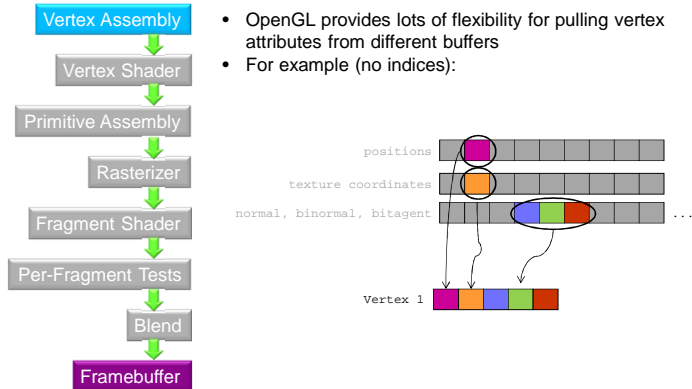 Vertex Assembly
Vertex Shader
Primitive Assembly
Rasterizer
Fragment Shader
Per-Fragment Tests
Blend
Framebuffer
• OpenGL provides lots of flexibility for pulling vertex
attributes from different buffers
• For example (no indices):
positions
texture coordinates
normal, binormal, bitagent
...
Vertex 1